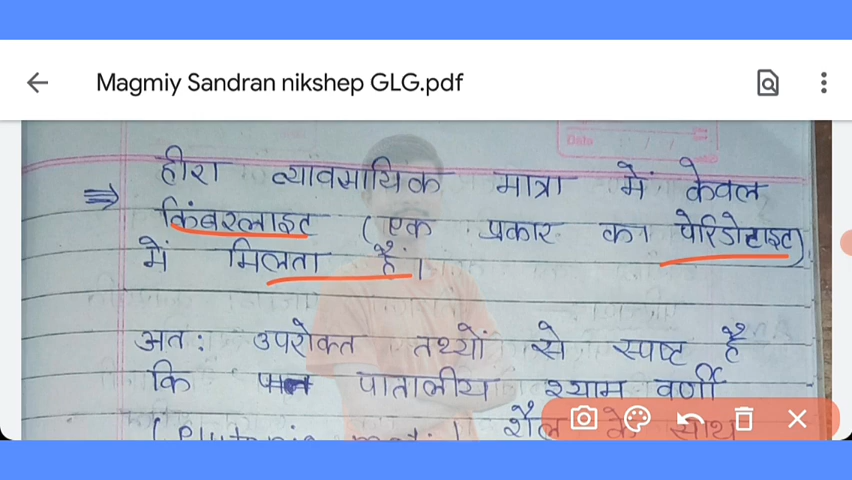 Magmiy Sandran nikshep GLG.pdf
Date
हीरा व्यावसायिक मात्रा में केवल
किंबरलाइट (एक प्रकार का पेरिडोटाइट)
में मिलता है।
अतः उपरोक्त तथ्यों से स्पष्ट है
कि पातालीय श्याम वर्णी
शैल के साथ